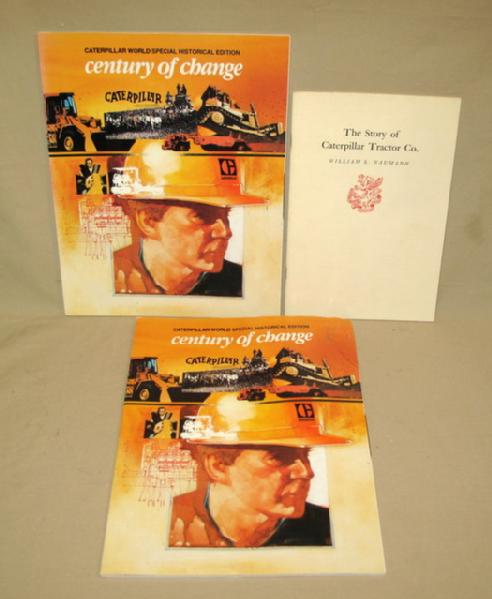 CATERPILLAR WORLD SPECIAL HISTORICAL EDITION
century of change
CATERPILLAR
The Story of
Caterpillar Tractor Co.
WILLIAM L. NAUMANN
CATERPILLAR WORLD SPECIAL HISTORICAL EDITION
century of change
CATERPILLAR